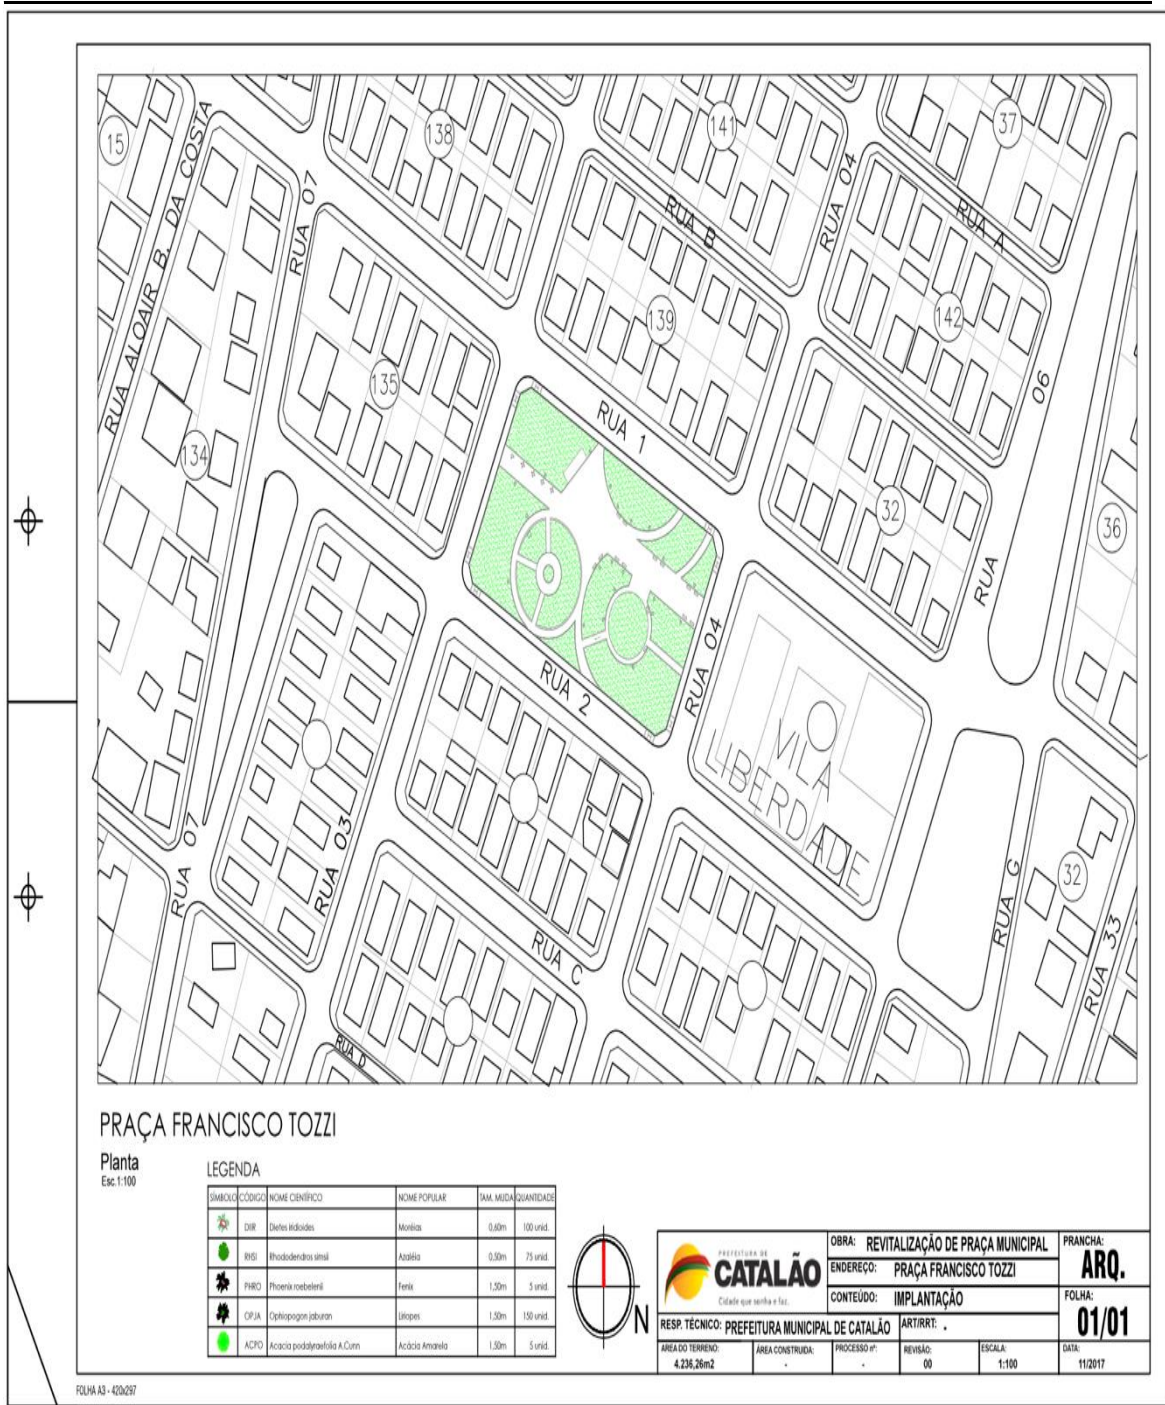 15
138
141
37
RUA ALOAIR B. DA COSTA
RUA 07
RUA B
RUA 04
RUA A
139
142
135
134
RUA 1
06
RUA
32
36
RUA 2
RUA 04
VILA
LIBERDADE
RUA 07
RUA 03
RUA C
RUA G
32
RUA 33
RUA D
PRAÇA FRANCISCO TOZZI
Planta
Esc.1:100
LEGENDA
SÍMBOLO CÓDIGO NOME CIENTÍFICO NOME POPULAR TAM. MUDA QUANTIDADE
DIIR Dietes iridioides Moréias 0,60m 100 unid.
RHSI Rhododendros simsii Azaléia 0,50m 75 unid.
PHRO Phoenix roebelenii Fenix 1,50m 5 unid.
OPJA Ophiopogon jaburan Liriopes 1,50m 150 unid.
ACPO Acacia podalyraefolia A.Cunn Acácia Amarela 1,50m 5 unid.
N
PREFEITURA DE
CATALÃO
Cidade que sonha e faz.
OBRA: REVITALIZAÇÃO DE PRAÇA MUNICIPAL
ENDEREÇO: PRAÇA FRANCISCO TOZZI
CONTEÚDO: IMPLANTAÇÃO
PRANCHA:
ARQ.
FOLHA:
01/01
RESP. TÉCNICO: PREFEITURA MUNICIPAL DE CATALÃO
ART/RRT: .
ÁREA DO TERRENO:
4.236,26m2
ÁREA CONSTRUIDA:
-
PROCESSO nº:
-
REVISÃO:
00
ESCALA:
1:100
DATA:
11/2017
FOLHA A3 - 420x297